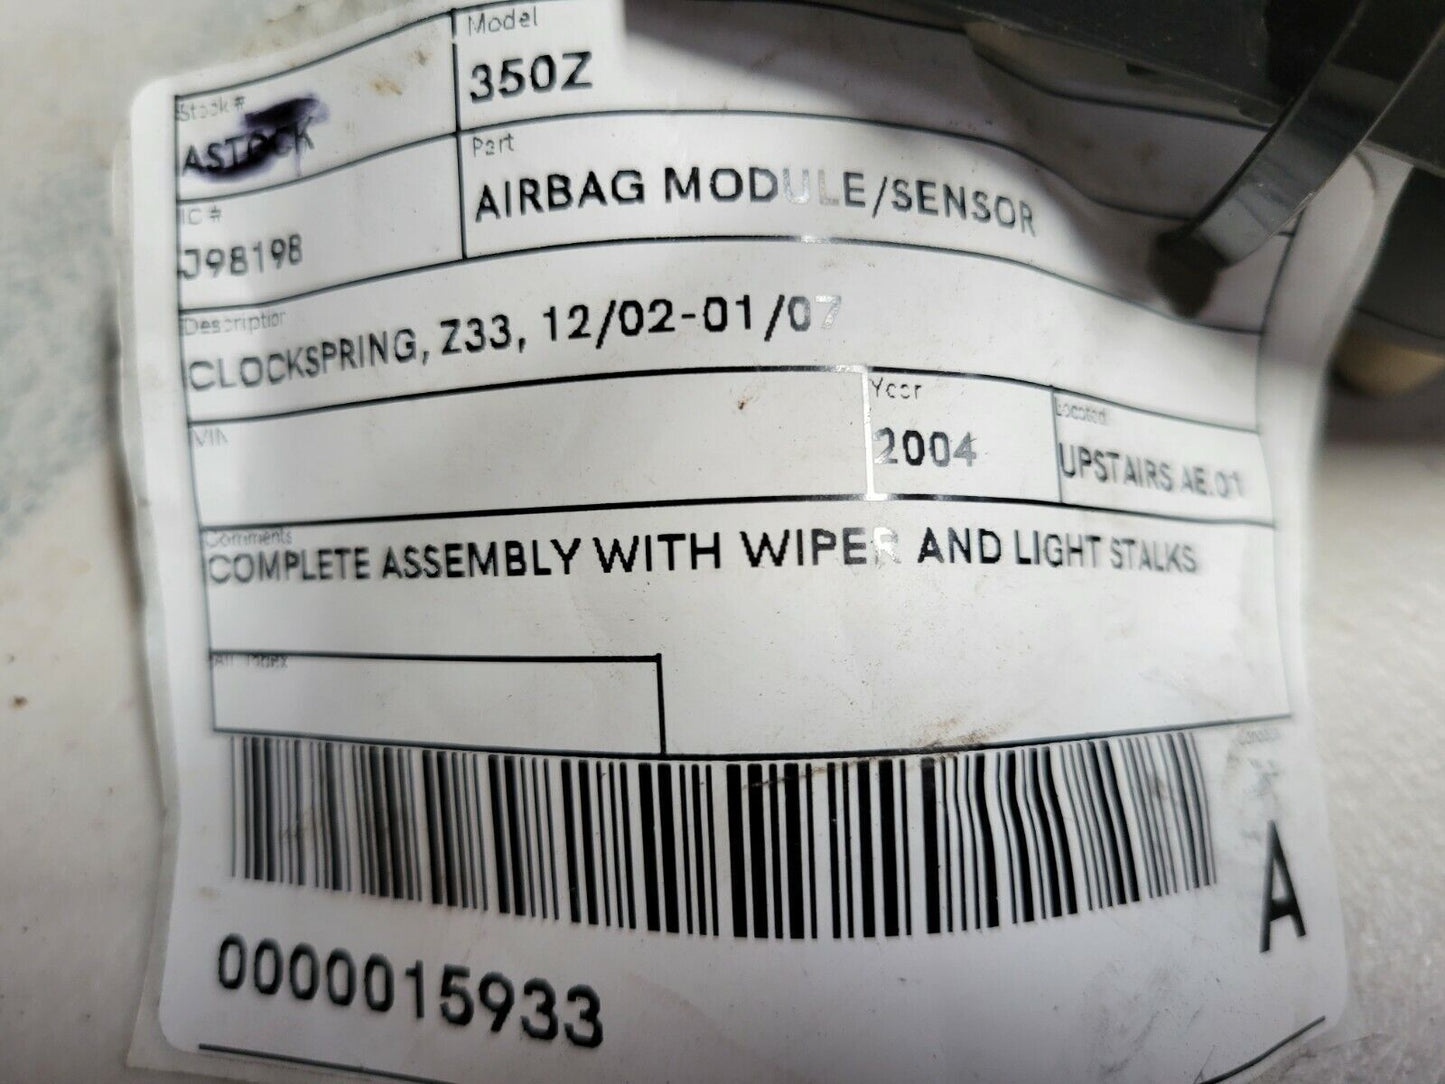 Model
350Z
Stock #
ASTOCK
Part
AIRBAG MODULE/SENSOR
IC #
J98198
Description
CLOCKSPRING, Z33, 12/02-01/07
VIN
Year
2004
Located
UPSTAIRS AE.01
Comments
COMPLETE ASSEMBLY WITH WIPER AND LIGHT STALKS
A
0000015933